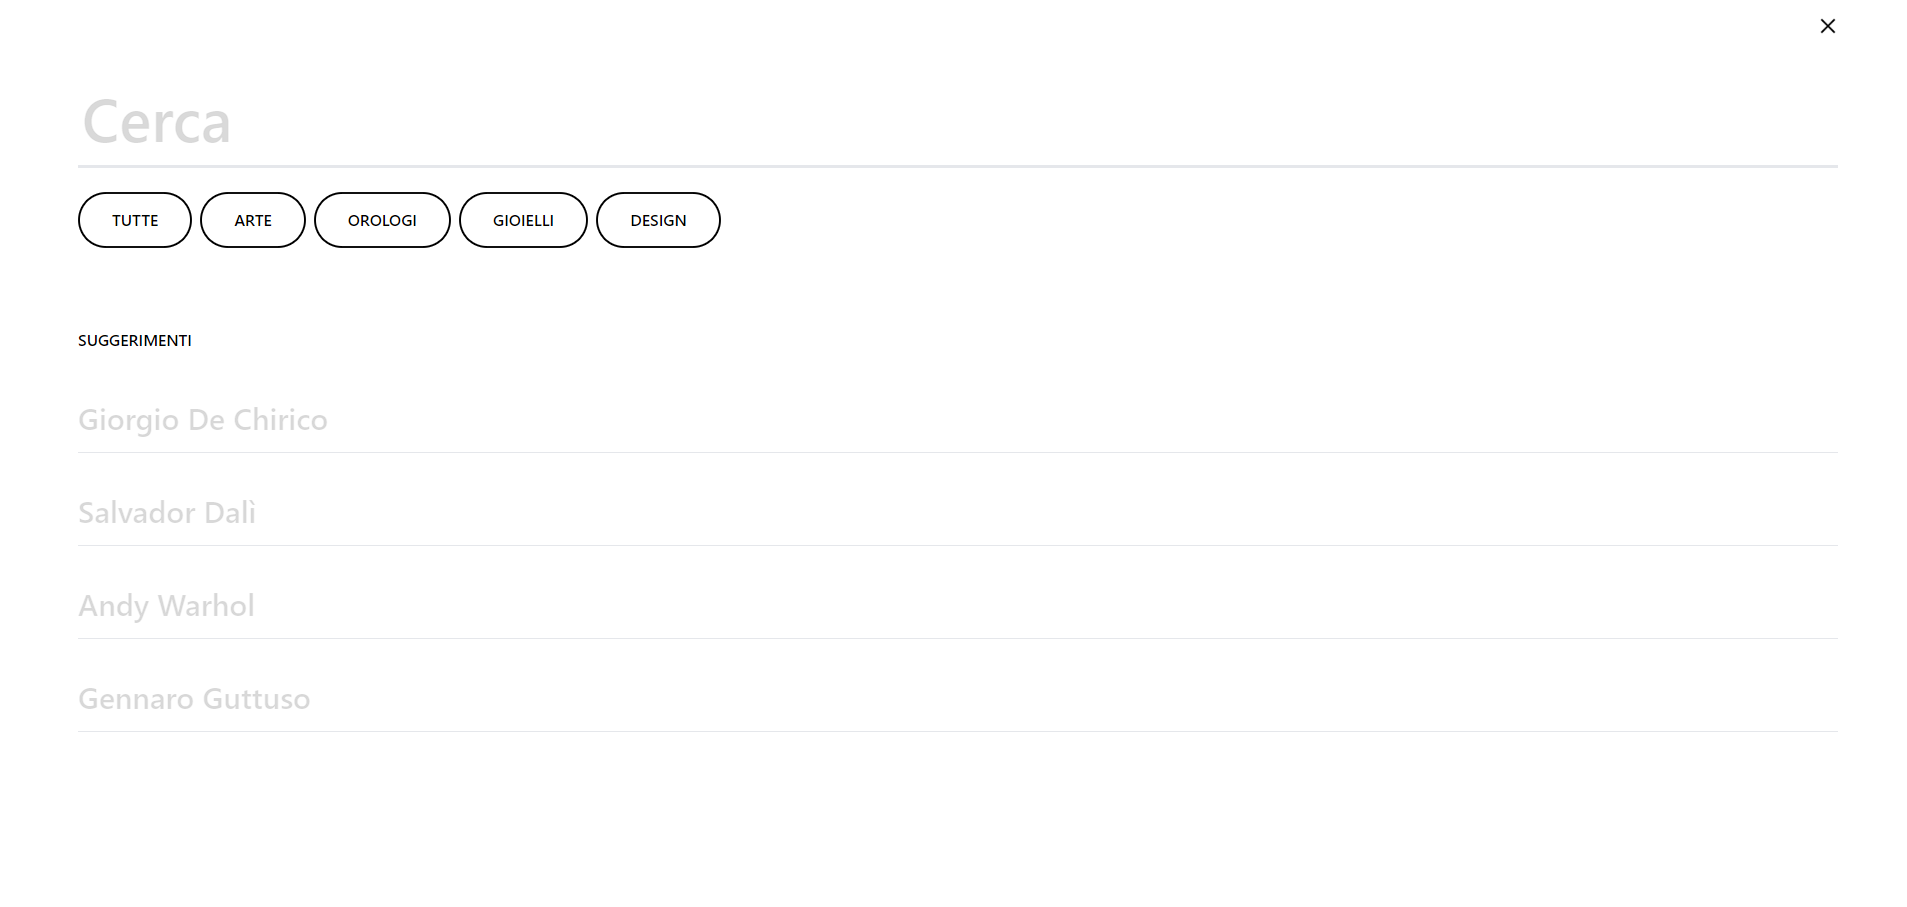 Cerca
TUTTE ARTE OROLOGI GIOIELLI DESIGN
SUGGERIMENTI
Giorgio De Chirico
Salvador Dalì
Andy Warhol
Gennaro Guttuso